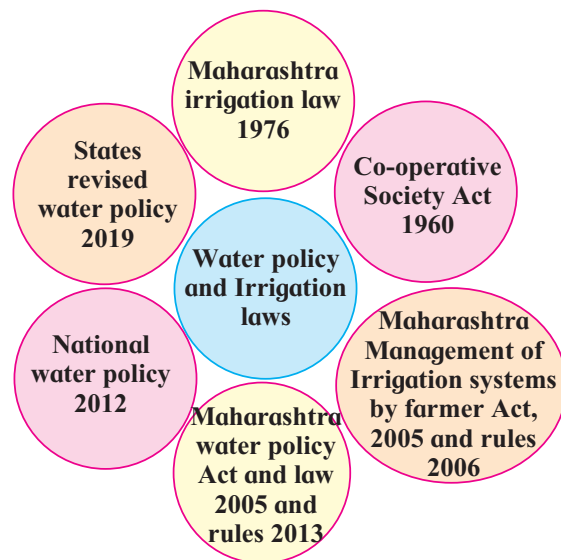 Maharashtra
irrigation law
1976
Co-operative
Society Act
1960
States
revised
water policy
2019
Water policy
and Irrigation
laws
Maharashtra
Management of
Irrigation systems
by farmer Act,
2005 and rules
2006
National
water policy
2012
Maharashtra
water policy
Act and law
2005 and
rules 2013